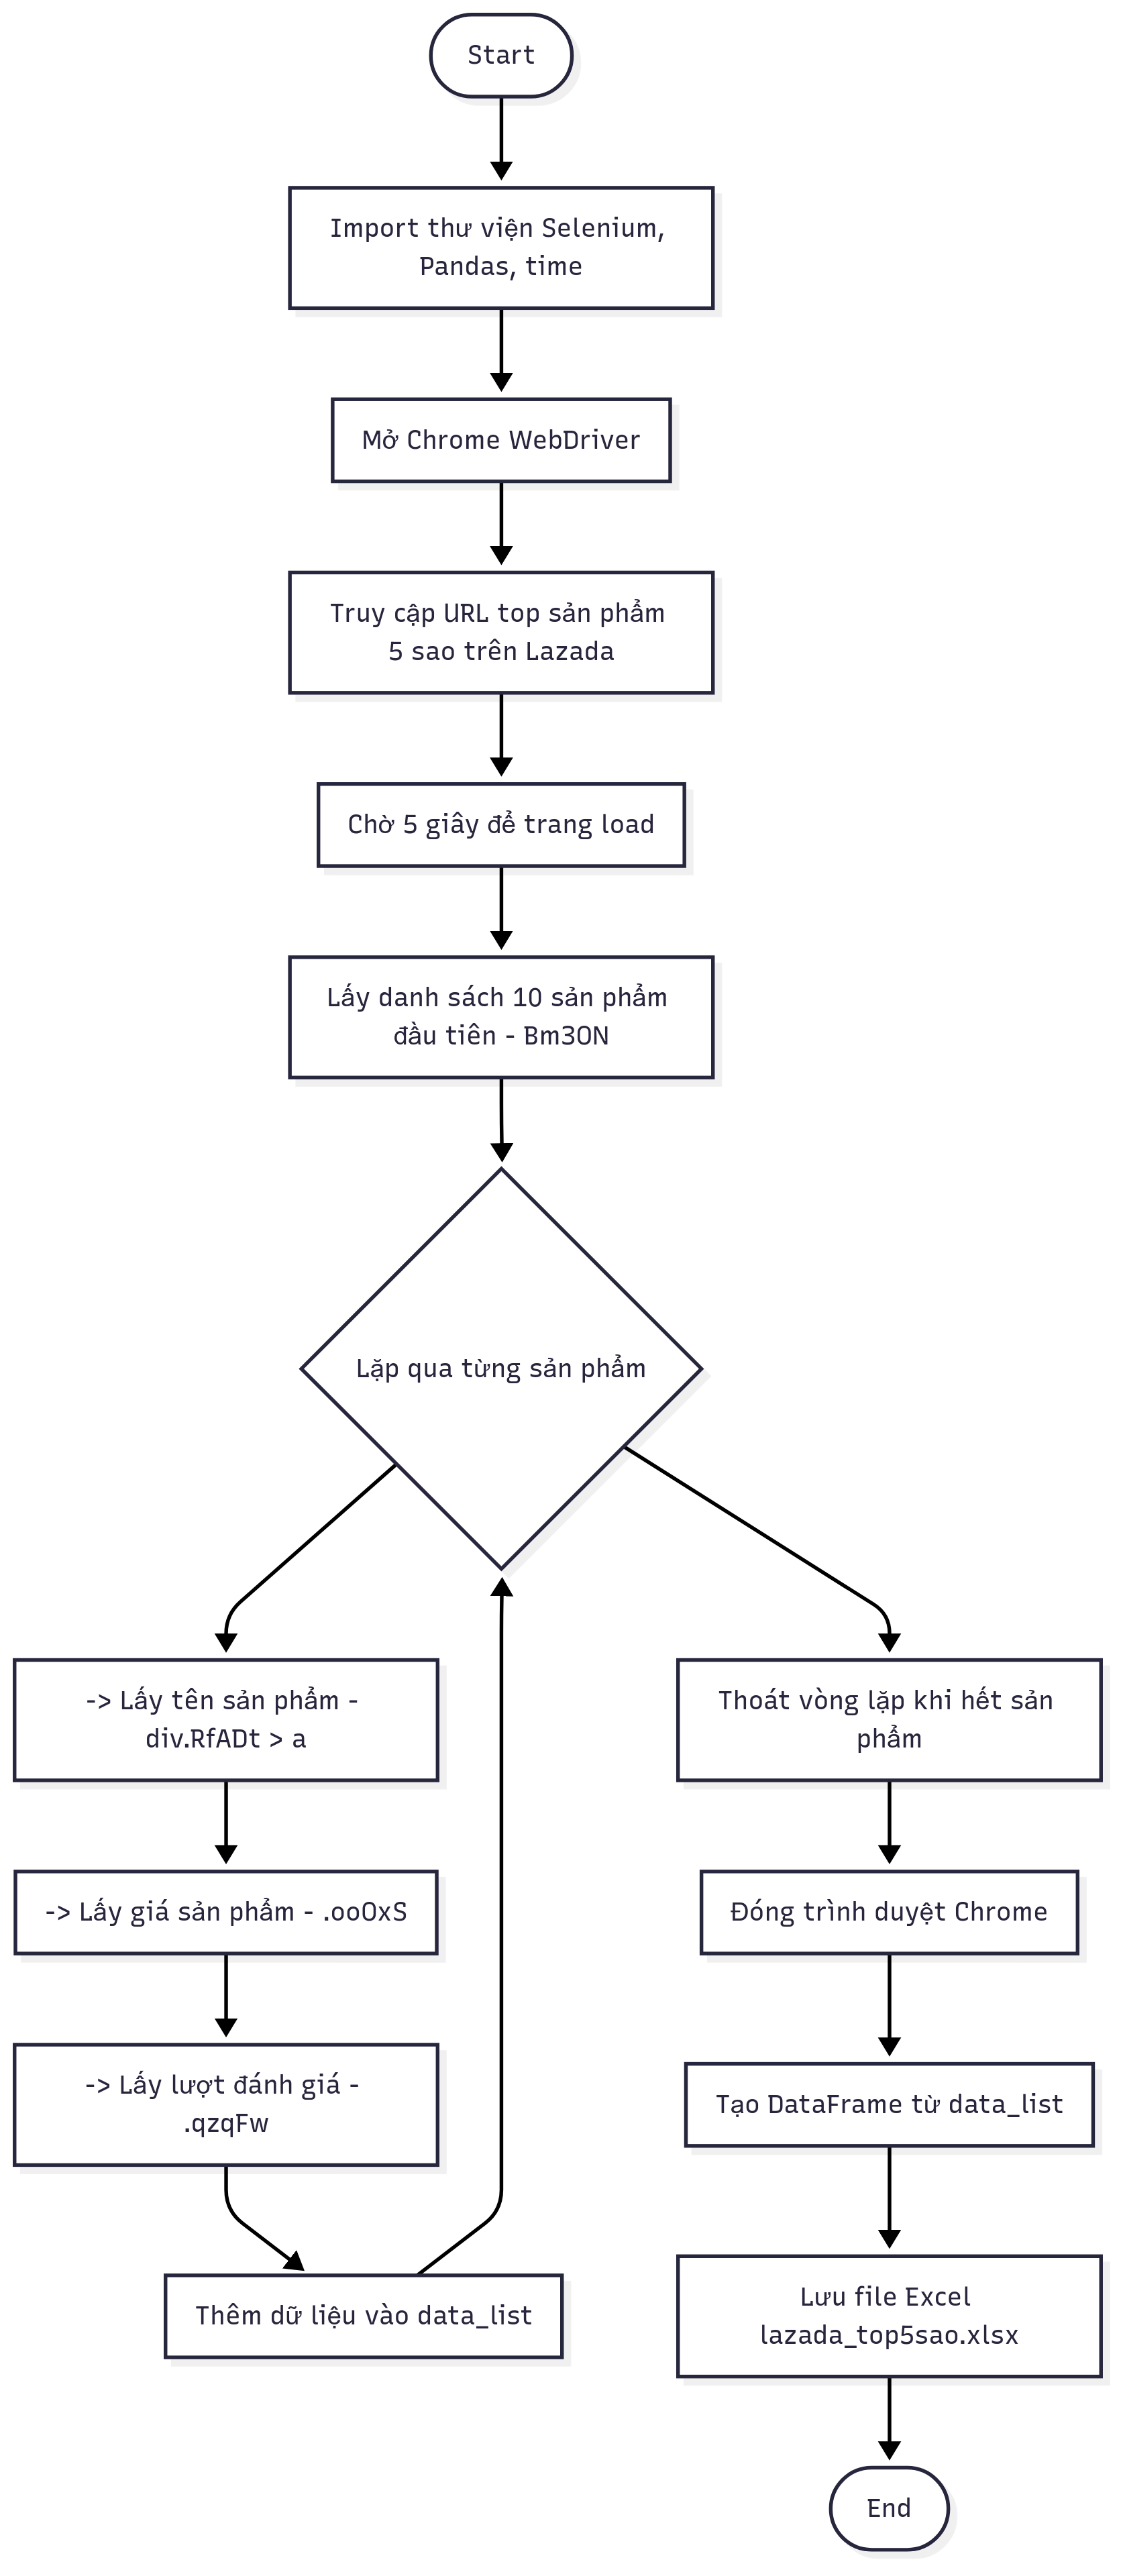 Start
Import thư viện Selenium,
Pandas, time
Mở Chrome WebDriver
Truy cập URL top sản phẩm
5 sao trên Lazada
Chờ 5 giây để trang load
Lấy danh sách 10 sản phẩm
đầu tiên - Bm3ON
Lặp qua từng sản phẩm
-> Lấy tên sản phẩm -
div.RfADt > a
-> Lấy giá sản phẩm - .ooOxS
-> Lấy lượt đánh giá -
.qzqFw
Thêm dữ liệu vào data_list
Thoát vòng lặp khi hết sản
phẩm
Đóng trình duyệt Chrome
Tạo DataFrame từ data_list
Lưu file Excel
lazada_top5sao.xlsx
End